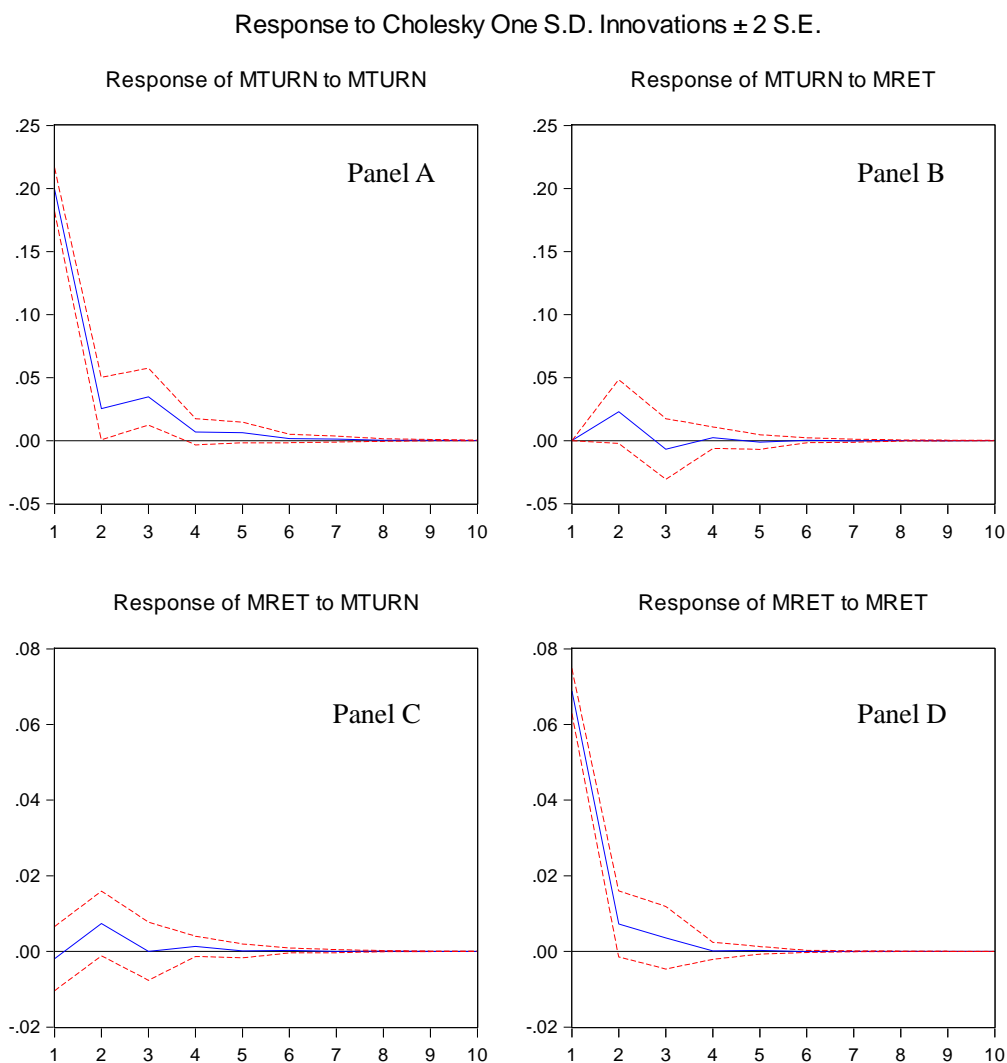 Response to Cholesky One S.D. Innovations ± 2 S.E.
Response of MTURN to MTURN
.25
.20
.15
.10
.05
.00
-.05
Panel A
1 2 3 4 5 6 7 8 9 10
Response of MTURN to MRET
.25
.20
.15
.10
.05
.00
-.05
Panel B
1 2 3 4 5 6 7 8 9 10
Response of MRET to MTURN
.08
.06
.04
.02
.00
-.02
Panel C
1 2 3 4 5 6 7 8 9 10
Response of MRET to MRET
.08
.06
.04
.02
.00
-.02
Panel D
1 2 3 4 5 6 7 8 9 10